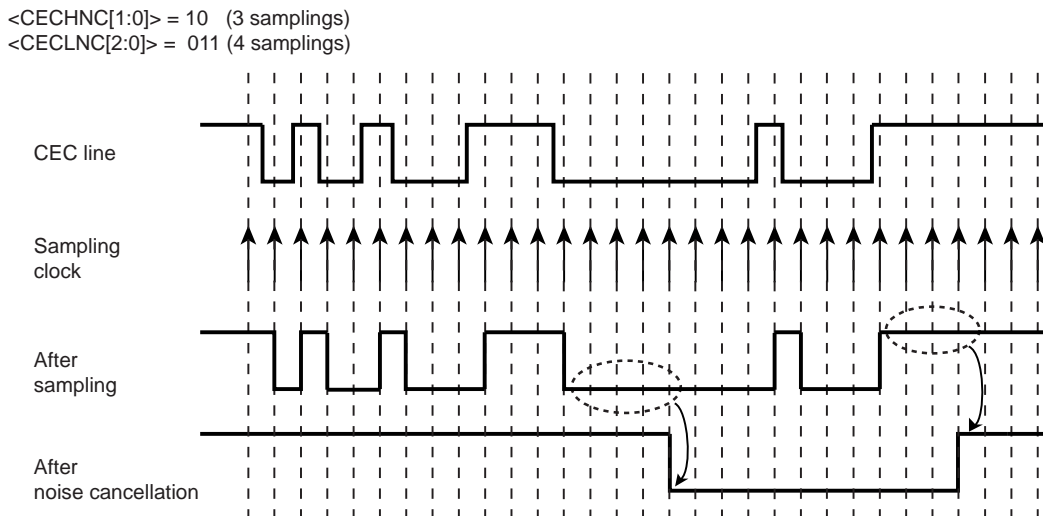 <CECHNC[1:0]> = 10 (3 samplings)
<CECLNC[2:0]> = 011 (4 samplings)
CEC line
Sampling
clock
After
sampling
After
noise cancellation